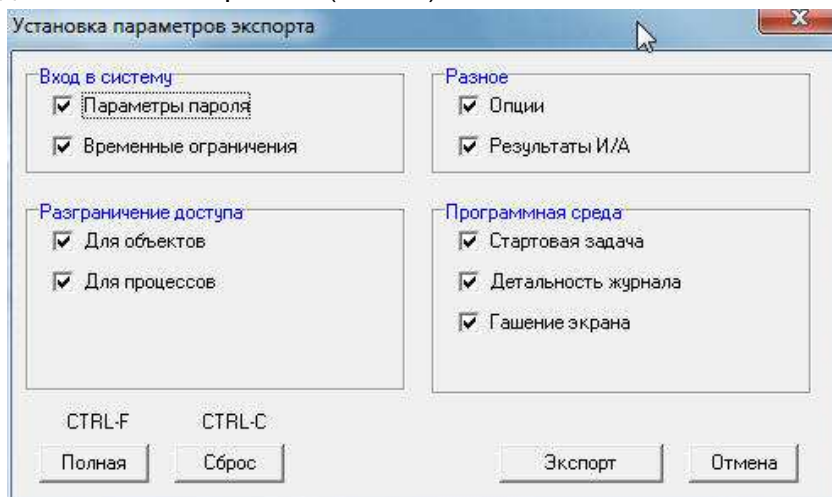 Установка параметров экспорта
Вход в систему
Параметры пароля
Временные ограничения
Разное
Опции
Результаты И/А
Разграничение доступа
Для объектов
Для процессов
Программная среда
Стартовая задача
Детальность журнала
Гашение экрана
CTRL-F CTRL-C
Полная Сброс Экспорт Отмена